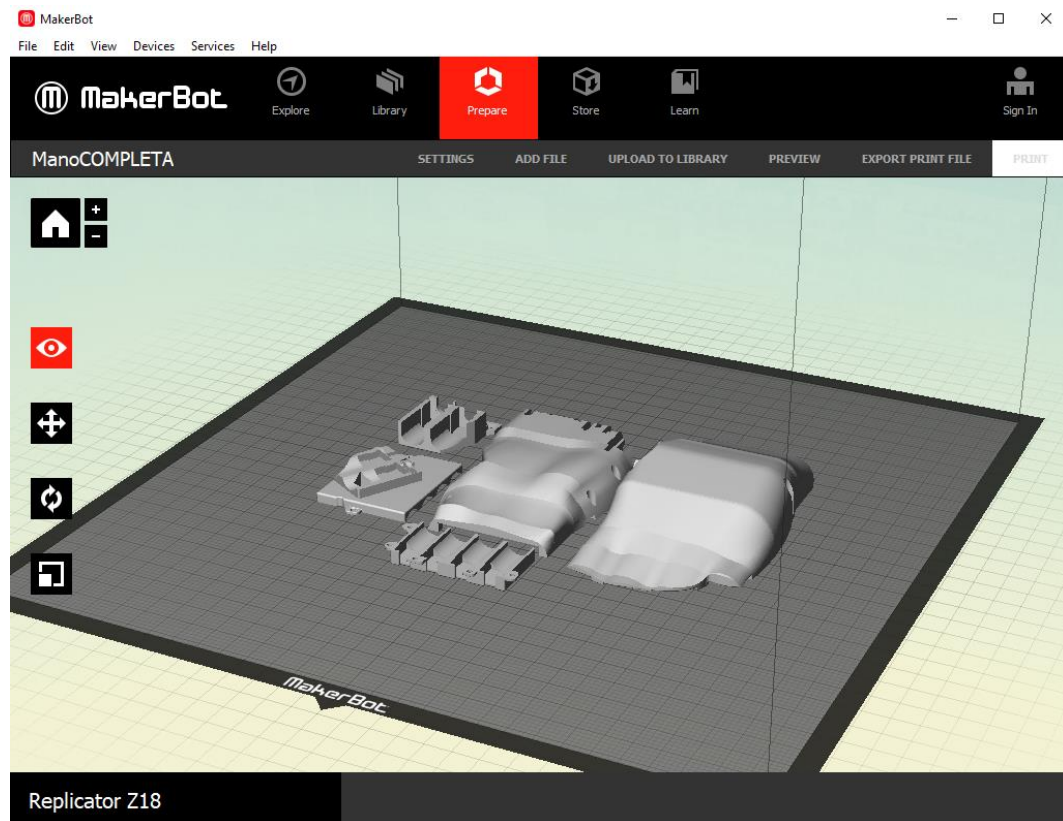 MakerBot
File Edit View Devices Services Help
MakerBot Explore Library Prepare Store Learn Sign In
ManoCOMPLETA SETTINGS ADD FILE UPLOAD TO LIBRARY PREVIEW EXPORT PRINT FILE PRINT
+
-
MakerBot
Replicator Z18